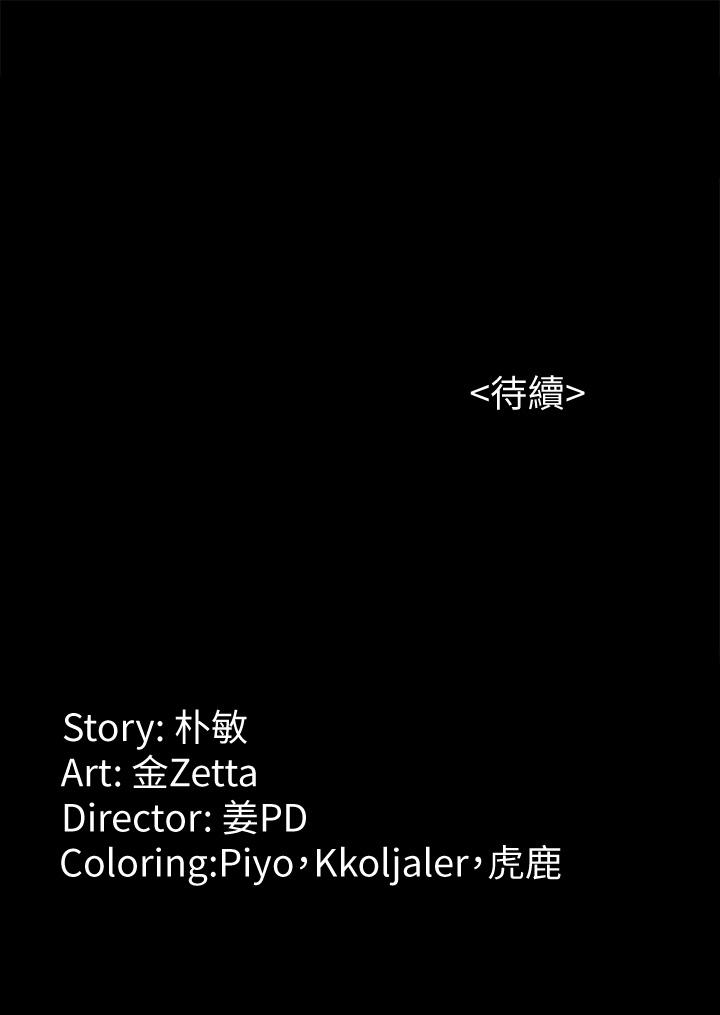 <待續>
Story: 朴敏
Art: 金Zetta
Director: 姜PD
Coloring:Piyo，Kkoljaler，虎鹿